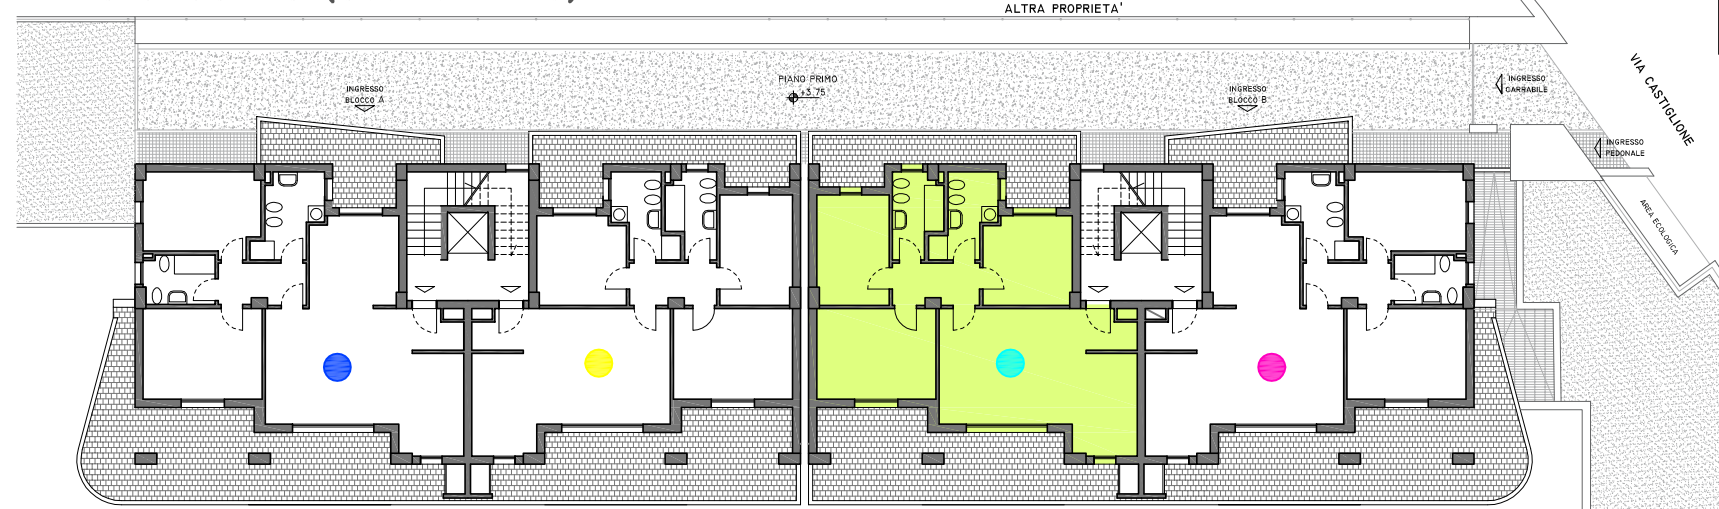 ALTRA PROPRIETA'
VIA CASTIGLIONE
PIANO PRIMO
+3.75
INGRESSO
BLOCCO A
INGRESSO
BLOCCO B
INGRESSO
CARRABILE
INGRESSO
PEDONALE
AREA ECOLOGICA